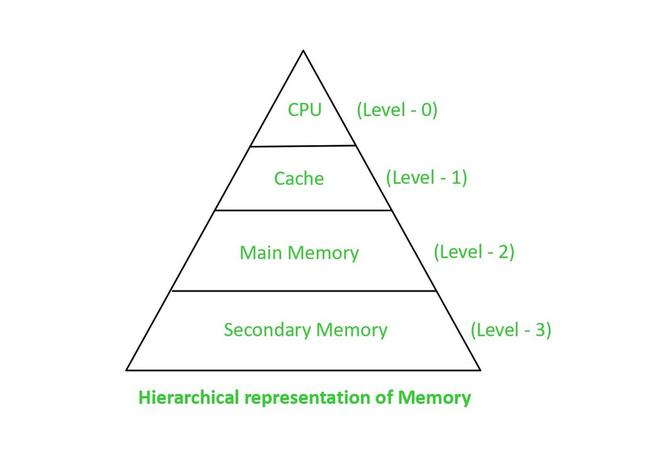 CPU (Level - 0)
Cache (Level - 1)
Main Memory (Level - 2)
Secondary Memory (Level - 3)
Hierarchical representation of Memory